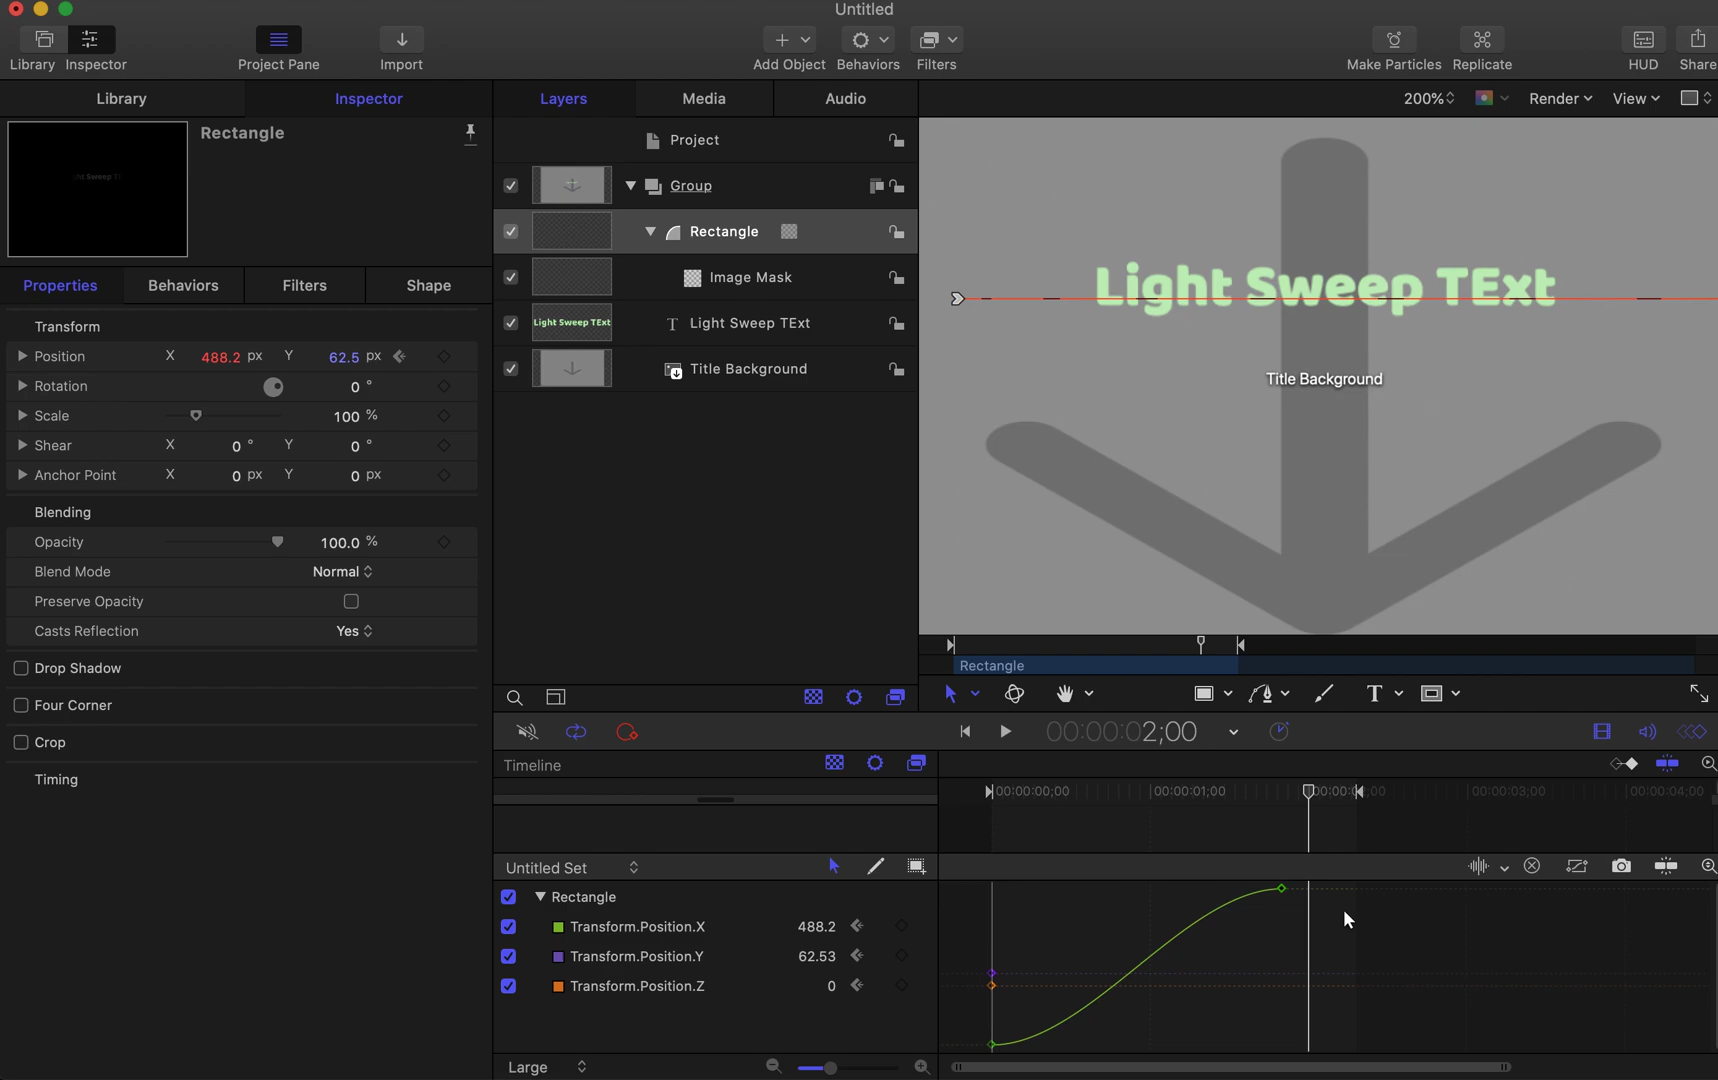 Untitled
Library Inspector Project Pane Import Add Object Behaviors Filters Make Particles Replicate HUD Share
Library Inspector Layers Media Audio 200% Render View
Rectangle
Project
Group
Rectangle
Image Mask
Light Sweep TExt Light Sweep TExt
Title Background
Properties Behaviors Filters Shape
Transform
Position X 488.2 px Y 62.5 px
Rotation 0 °
Scale 100 %
Shear X 0 ° Y 0 °
Anchor Point X 0 px Y 0 px
Blending
Opacity 100.0 %
Blend Mode Normal
Preserve Opacity
Casts Reflection Yes
Drop Shadow
Four Corner
Crop
Timing
Light Sweep TExt
Title Background
Rectangle
T
00:00:02;00
Timeline
00:00:00;00 00:00:01;00 00:00:03;00 00:00:04;00
Untitled Set
Rectangle
Transform.Position.X 488.2
Transform.Position.Y 62.53
Transform.Position.Z 0
Large